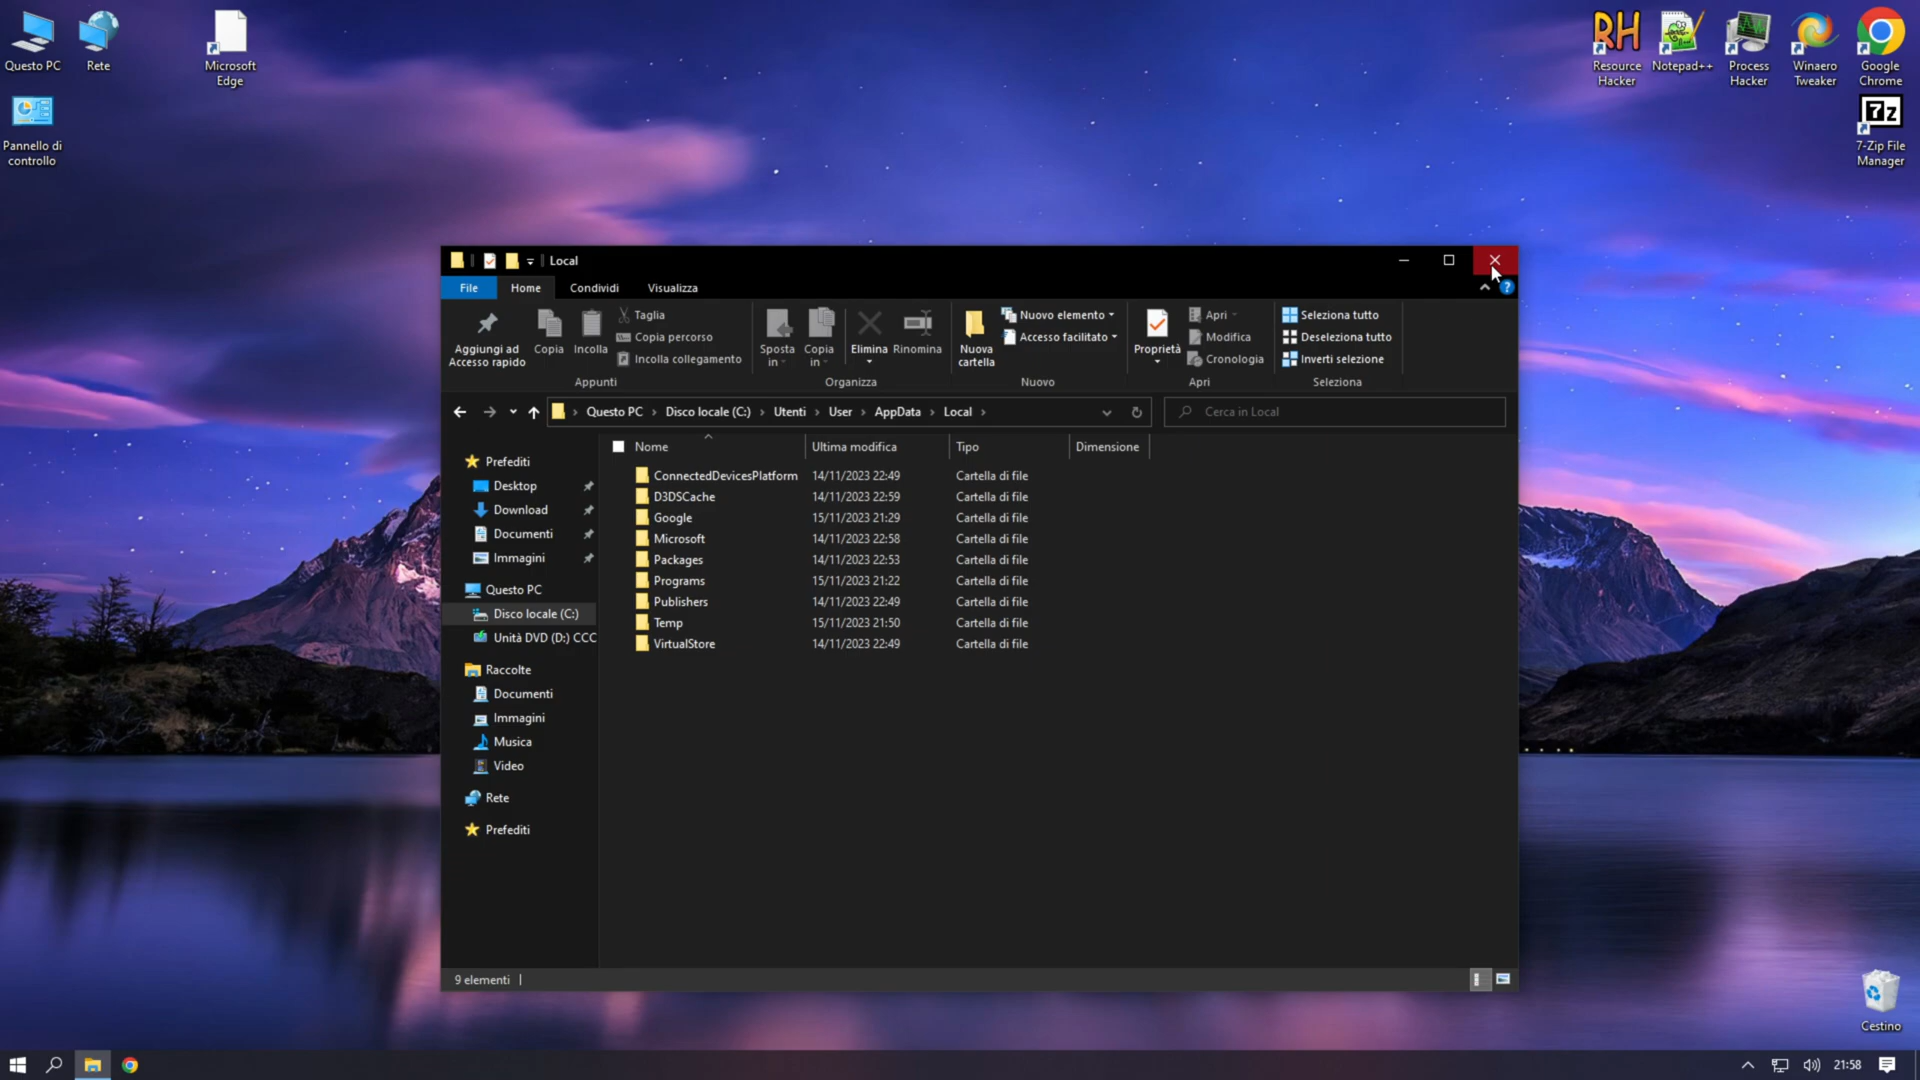 Questo PC
Rete
Microsoft
Edge
Pannello di
controllo
RH
Resource
Hacker
Notepad++
Process
Hacker
Winaero
Tweaker
Google
Chrome
7z
7-Zip File
Manager
Local
File
Home
Condividi
Visualizza
Aggiungi ad
Accesso rapido
Copia
Incolla
Taglia
Copia percorso
Incolla collegamento
Appunti
Sposta
in
Copia
in
Elimina
Rinomina
Organizza
Nuova
cartella
Nuovo elemento
Accesso facilitato
Nuovo
Proprietà
Apri
Modifica
Cronologia
Apri
Seleziona tutto
Deseleziona tutto
Inverti selezione
Seleziona
Questo PC > Disco locale (C:) > Utenti > User > AppData > Local >
Cerca in Local
Prefediti
Desktop
Download
Documenti
Immagini
Questo PC
Disco locale (C:)
Unità DVD (D:) CCC
Raccolte
Documenti
Immagini
Musica
Video
Rete
Prefediti
Nome Ultima modifica Tipo Dimensione
ConnectedDevicesPlatform 14/11/2023 22:49 Cartella di file
D3DSCache 14/11/2023 22:59 Cartella di file
Google 15/11/2023 21:29 Cartella di file
Microsoft 14/11/2023 22:58 Cartella di file
Packages 14/11/2023 22:53 Cartella di file
Programs 15/11/2023 21:22 Cartella di file
Publishers 14/11/2023 22:49 Cartella di file
Temp 15/11/2023 21:50 Cartella di file
VirtualStore 14/11/2023 22:49 Cartella di file
9 elementi
Cestino
21:58